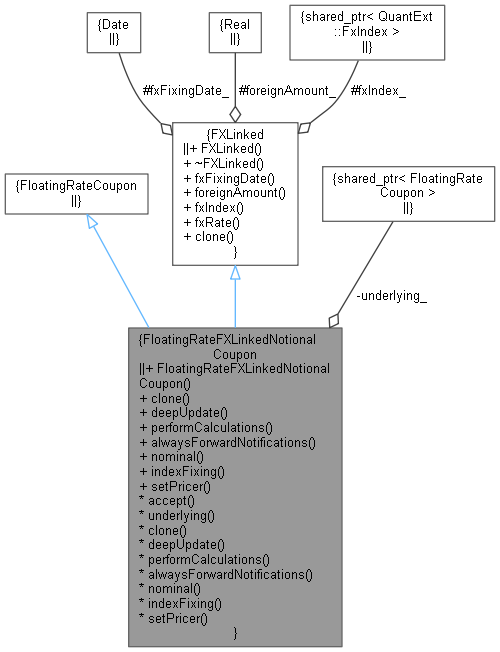 {Date
||}
{Real
||}
{shared_ptr< QuantExt
::FxIndex >
||}
#fxFixingDate_
#foreignAmount_
#fxIndex_
{FXLinked
||+ FXLinked()
+ ~FXLinked()
+ fxFixingDate()
+ foreignAmount()
+ fxIndex()
+ fxRate()
+ clone()
}
{FloatingRateCoupon
||}
{shared_ptr< FloatingRate
Coupon >
||}
-underlying_
{FloatingRateFXLinkedNotional
Coupon
||+ FloatingRateFXLinkedNotional
Coupon()
+ clone()
+ deepUpdate()
+ performCalculations()
+ alwaysForwardNotifications()
+ nominal()
+ indexFixing()
+ setPricer()
* accept()
* underlying()
* clone()
* deepUpdate()
* performCalculations()
* alwaysForwardNotifications()
* nominal()
* indexFixing()
* setPricer()
}